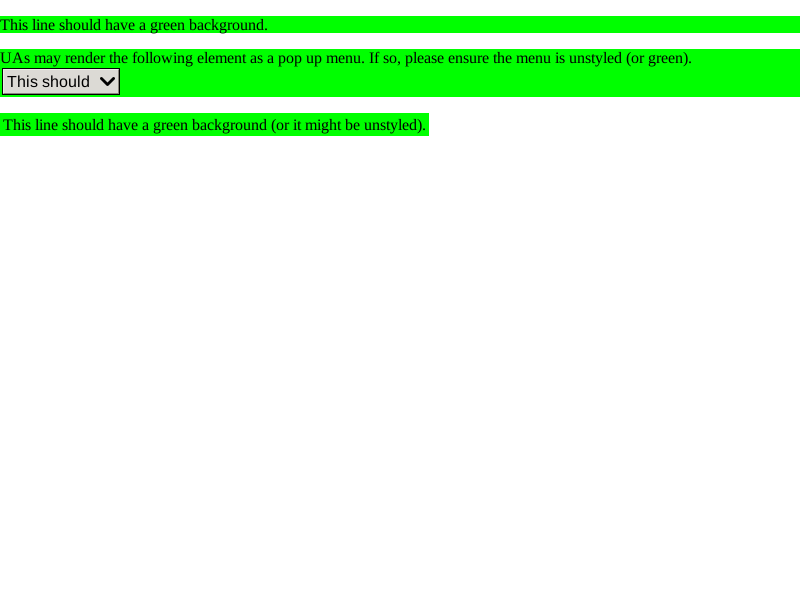 This line should have a green background.
UAs may render the following element as a pop up menu. If so, please ensure the menu is unstyled (or green).
This should
This line should have a green background (or it might be unstyled).